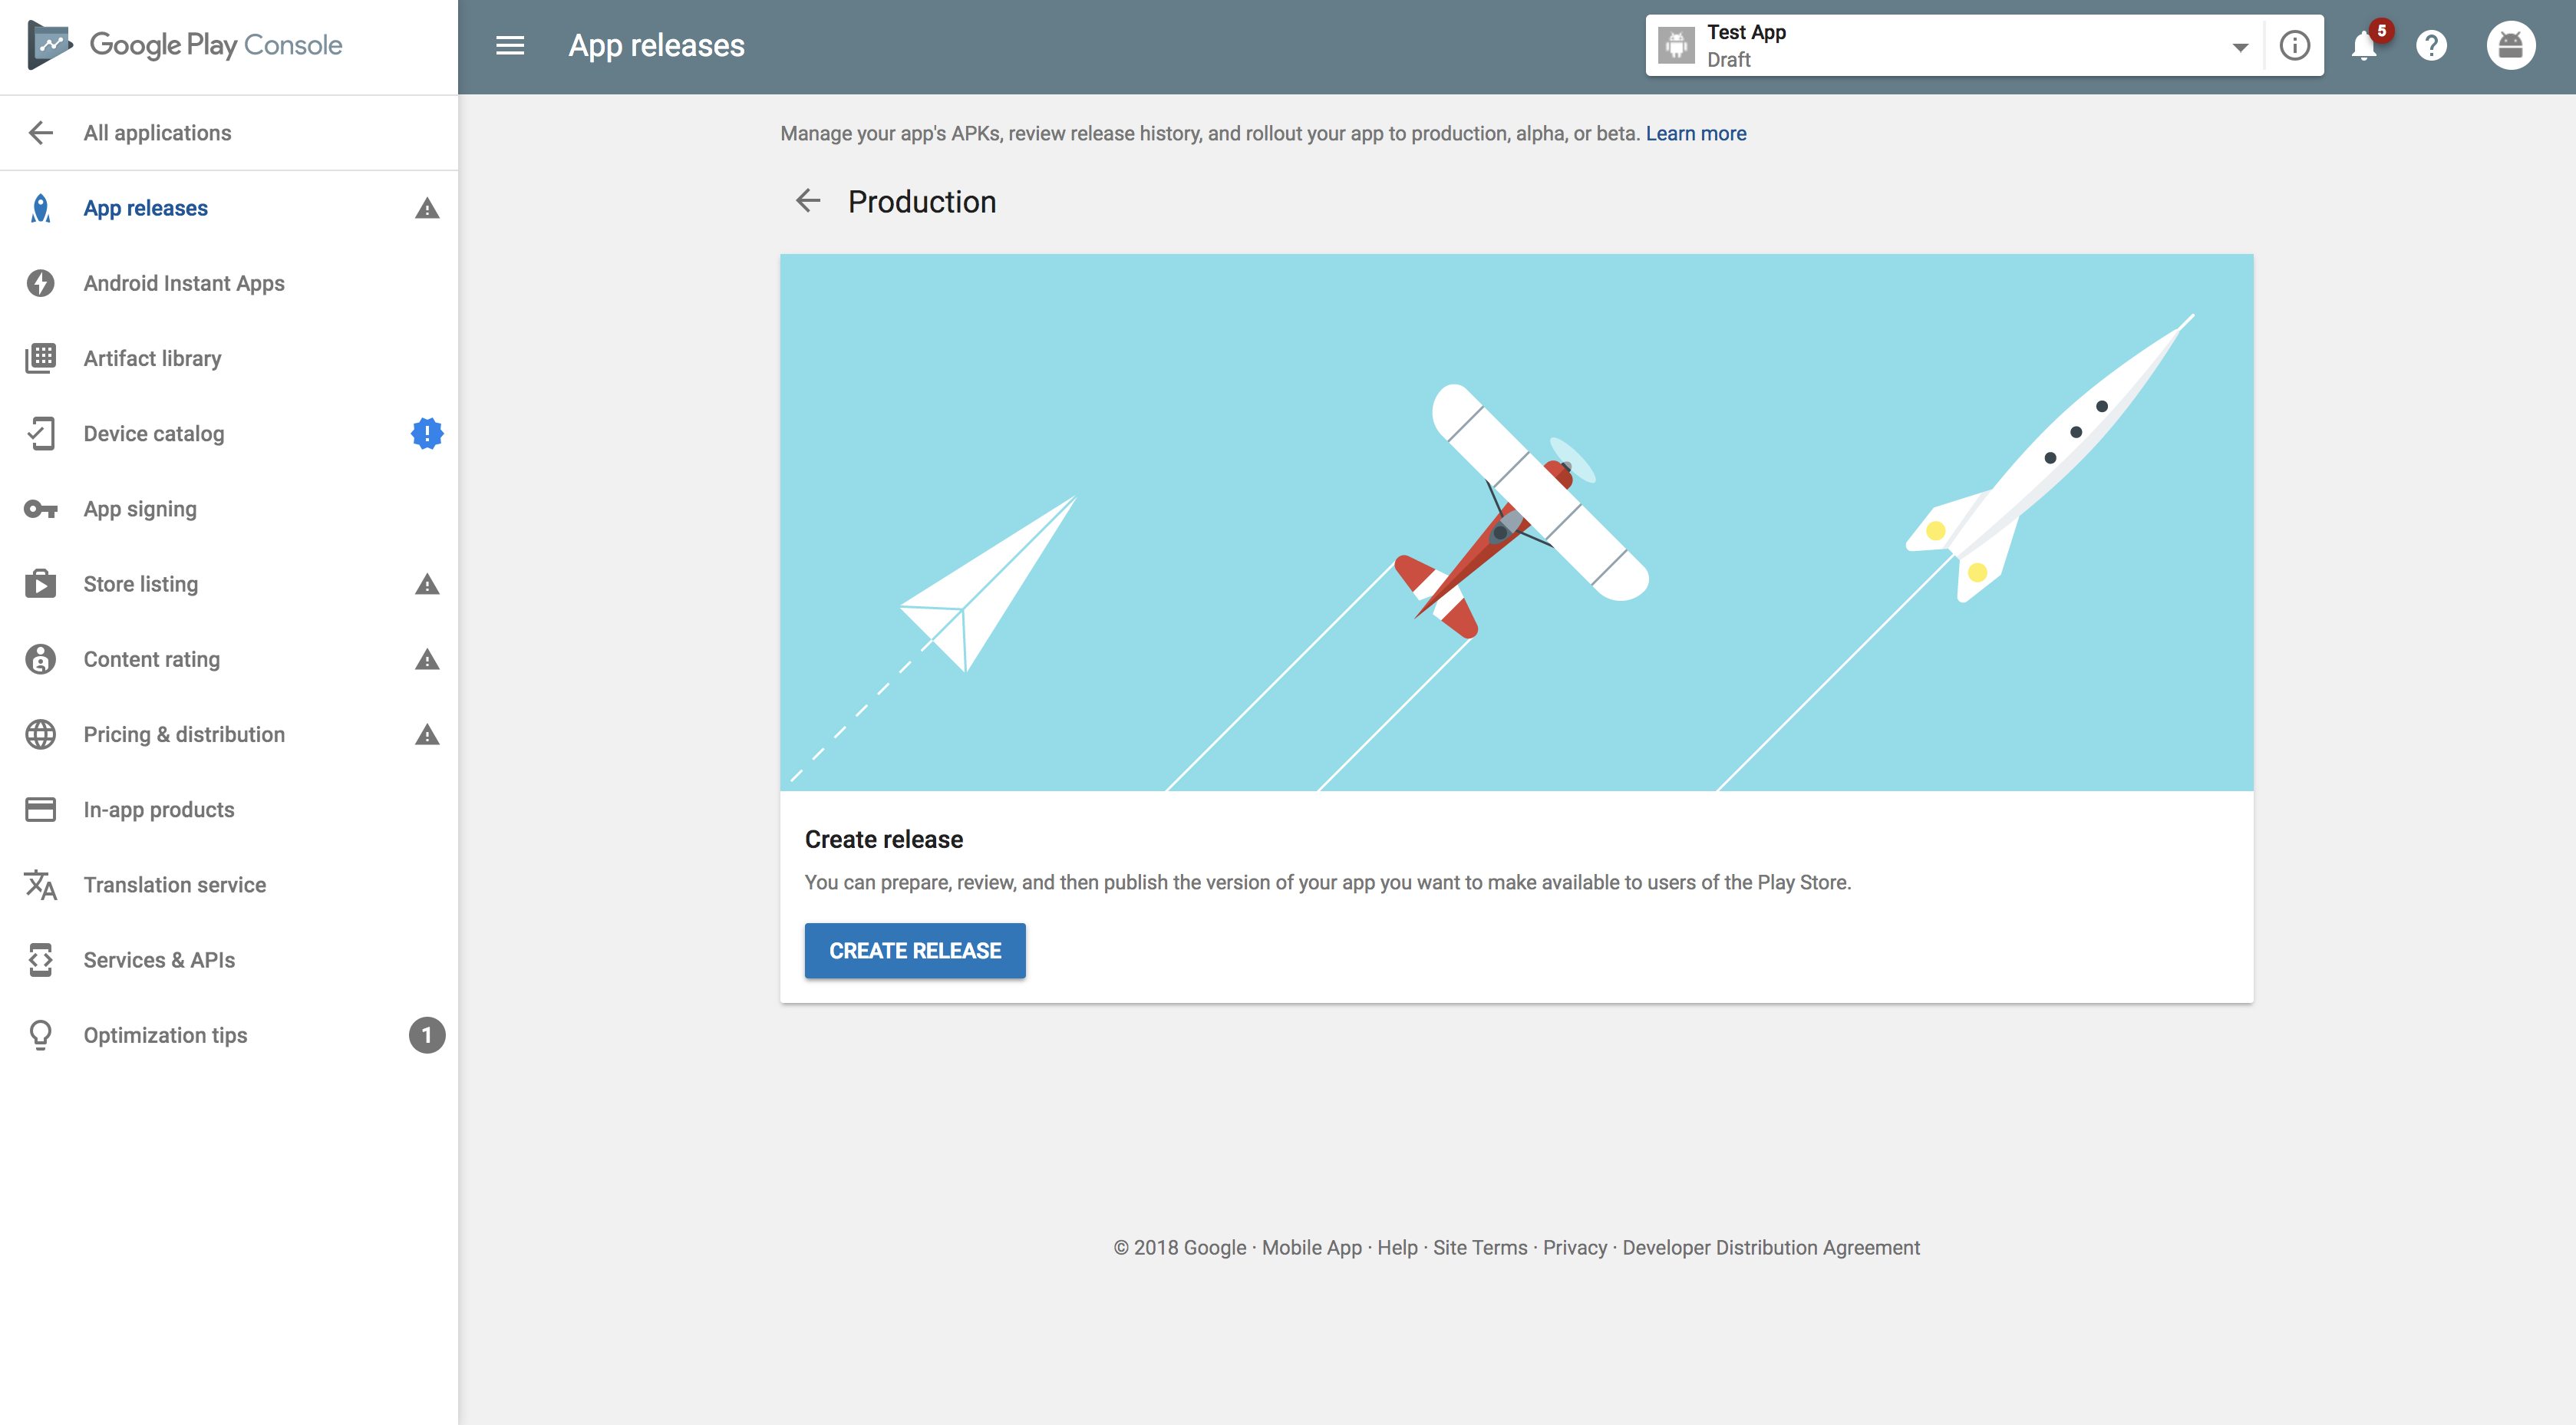 Google Play Console
App releases
Test App
Draft
5
All applications
App releases
Android Instant Apps
Artifact library
Device catalog
App signing
Store listing
Content rating
Pricing & distribution
In-app products
Translation service
Services & APIs
Optimization tips
1
Manage your app's APKs, review release history, and rollout your app to production, alpha, or beta. Learn more
Production
Create release
You can prepare, review, and then publish the version of your app you want to make available to users of the Play Store.
CREATE RELEASE
© 2018 Google · Mobile App · Help · Site Terms · Privacy · Developer Distribution Agreement